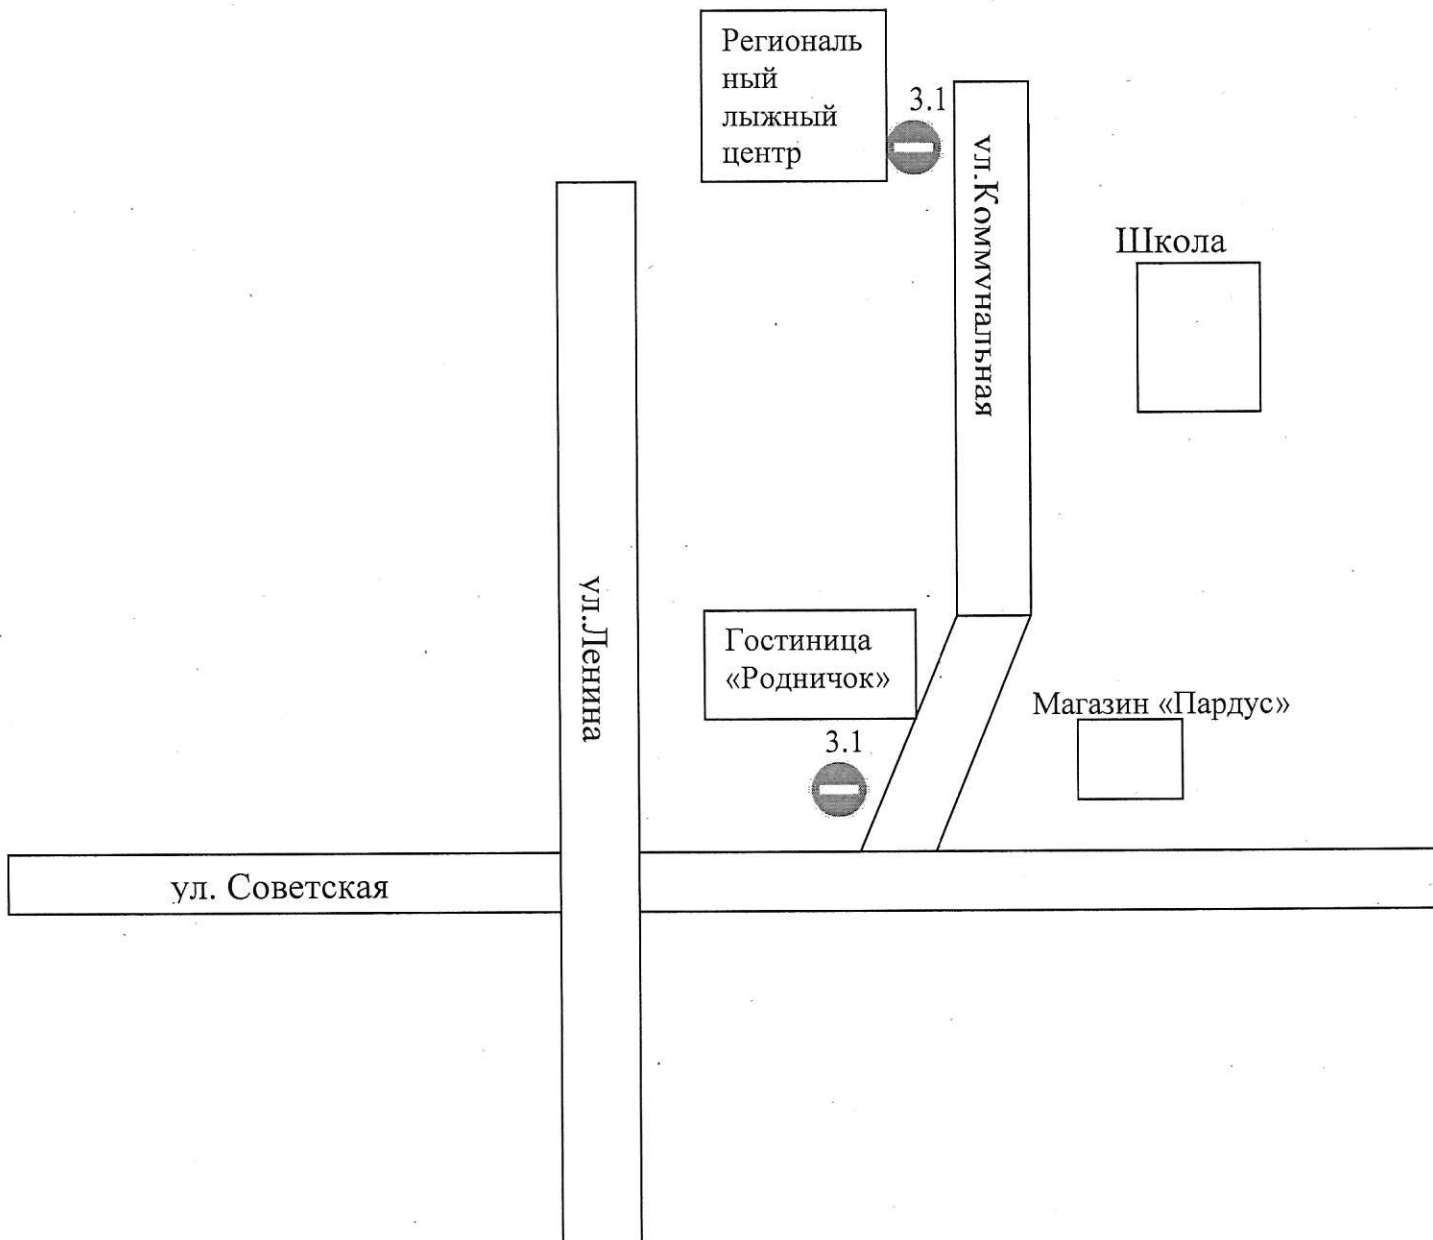 Региональ
ный
лыжный
центр
3.1
ул.Коммунальная
Школа
ул.Ленина
Гостиница
«Родничок»
Магазин «Пардус»
3.1
ул. Советская